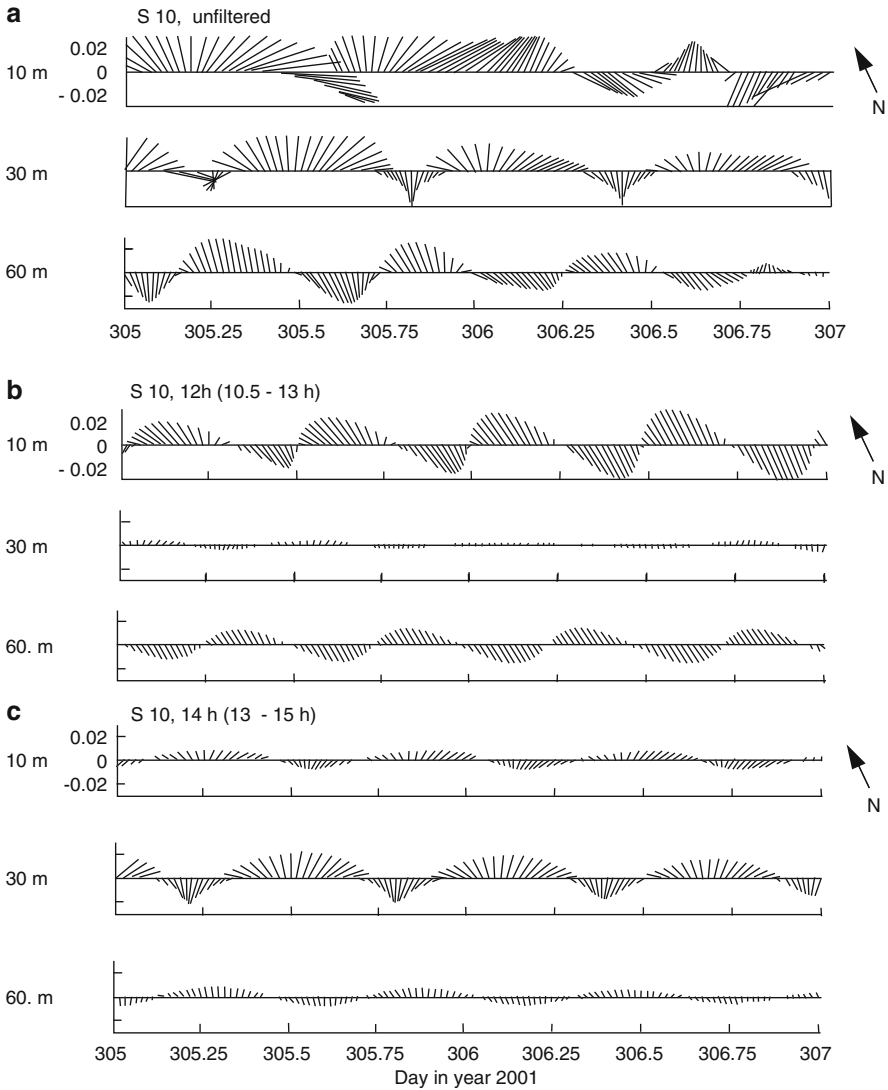 a
S 10, unfiltered
0.02
10 m 0
- 0.02
N
30 m
60 m
305 305.25 305.5 305.75 306 306.25 306.5 306.75 307
b
S 10, 12h (10.5 - 13 h)
0.02
10 m 0
- 0.02
N
30 m
60. m
c
S 10, 14 h (13 - 15 h)
0.02
10 m 0
-0.02
N
30 m
60. m
305 305.25 305.5 305.75 306 306.25 306.5 306.75 307
Day in year 2001